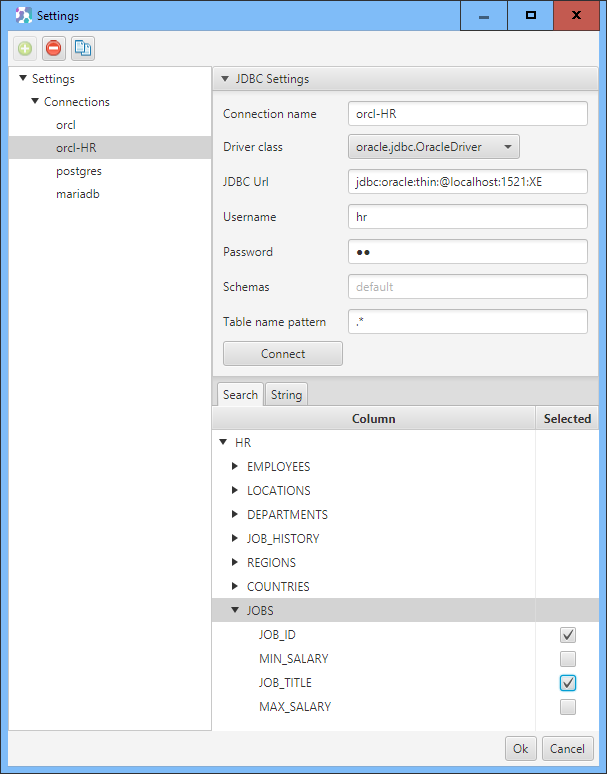 Settings
Settings
Connections
orcl
orcl-HR
postgres
mariadb
JDBC Settings
Connection name orcl-HR
Driver class oracle.jdbc.OracleDriver
JDBC Url jdbc:oracle:thin:@localhost:1521:XE
Username hr
Password ●●
Schemas default
Table name pattern .*
Connect
Search String
Column Selected
HR
EMPLOYEES
LOCATIONS
DEPARTMENTS
JOB_HISTORY
REGIONS
COUNTRIES
JOBS
JOB_ID
MIN_SALARY
JOB_TITLE
MAX_SALARY
Ok Cancel